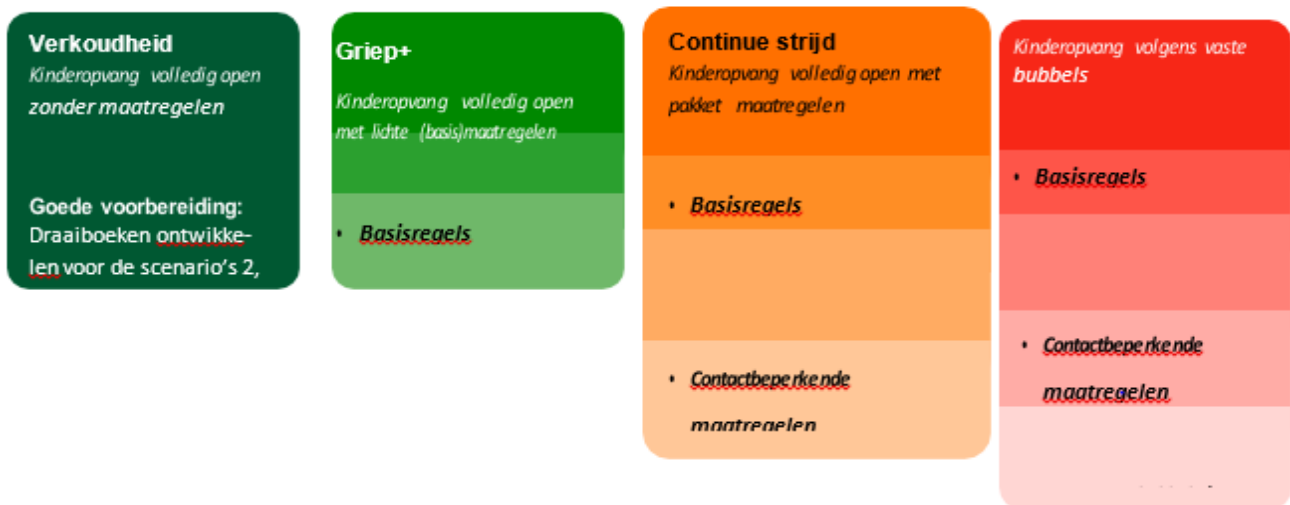 Verkoudheid
Kinderopvang volledig open
zonder maatregelen
Goede voorbereiding:
Draaiboeken ontwikke-
len voor de scenario's 2,
Griep+
Kinderopvang volledig open
met lichte (basis)maatregelen
• Basisregels
Continue strijd
Kinderopvang volledig open met
pakket maatregelen
• Basisregels
• Contactbeperkende
maatregelen
Kinderopvang volgens vaste
bubbels
• Basisregels
• Contactbeperkende
maatregelen